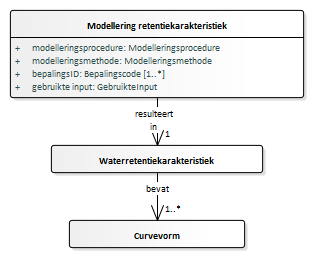 Modellering retentiekarakteristiek
+ modelleringsprocedure: Modelleringsprocedure
+ modelleringsmethode: Modelleringsmethode
+ bepalingsID: Bepalingscode [1..*]
+ gebruikte input: GebruikteInput
resulteert
in
/1
Waterretentiekarakteristiek
bevat
/1..*
Curvevorm